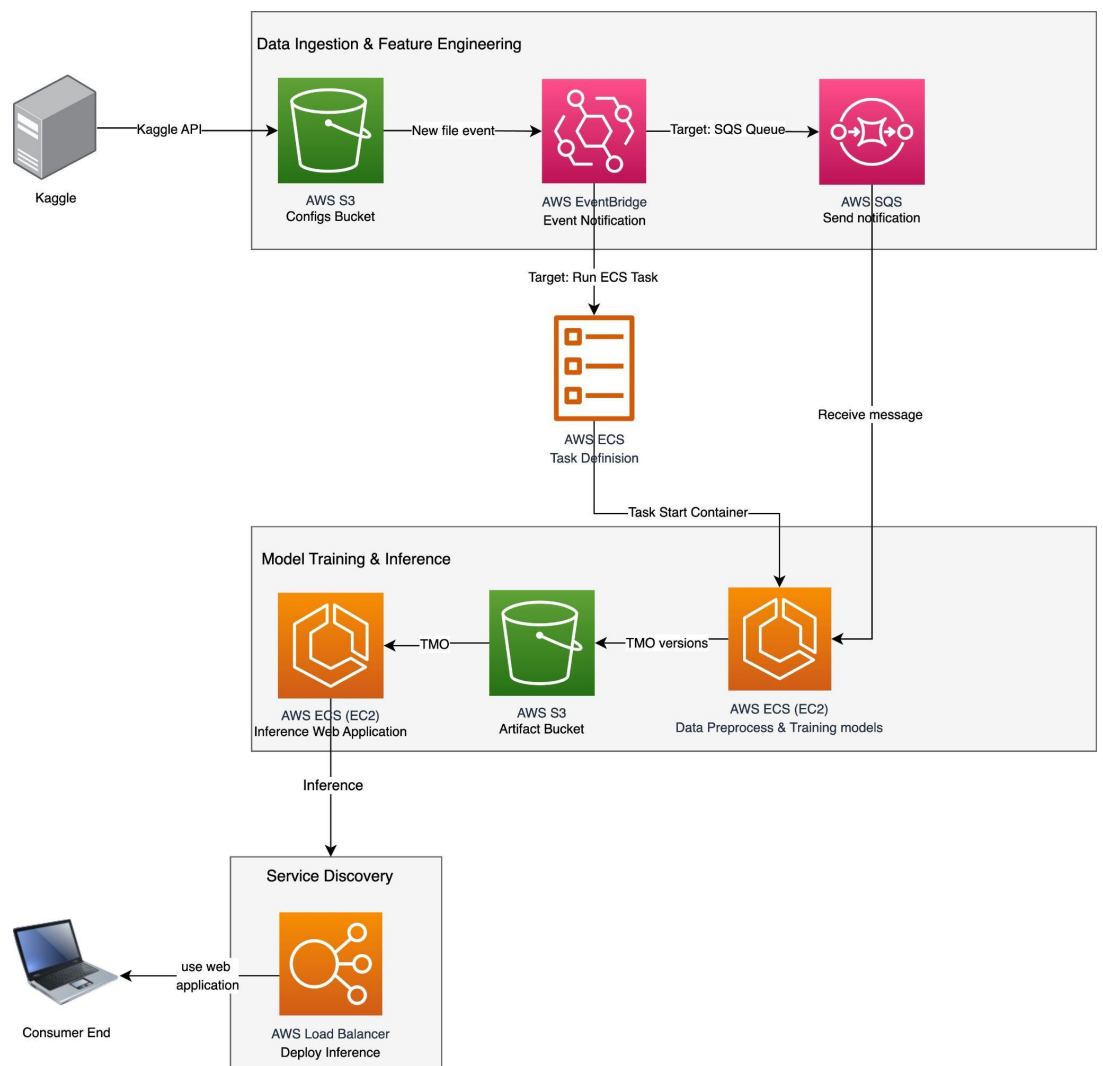 Data Ingestion & Feature Engineering
Kaggle API
New file event
Target: SQS Queue
Kaggle
AWS S3
Configs Bucket
AWS EventBridge
Event Notification
AWS SQS
Send notification
Target: Run ECS Task
AWS ECS
Task Definision
Receive message
Task Start Container
Model Training & Inference
TMO
TMO versions
AWS ECS (EC2)
Inference Web Application
AWS S3
Artifact Bucket
AWS ECS (EC2)
Data Preprocess & Training models
Inference
Service Discovery
use web
application
Consumer End
AWS Load Balancer
Deploy Inference